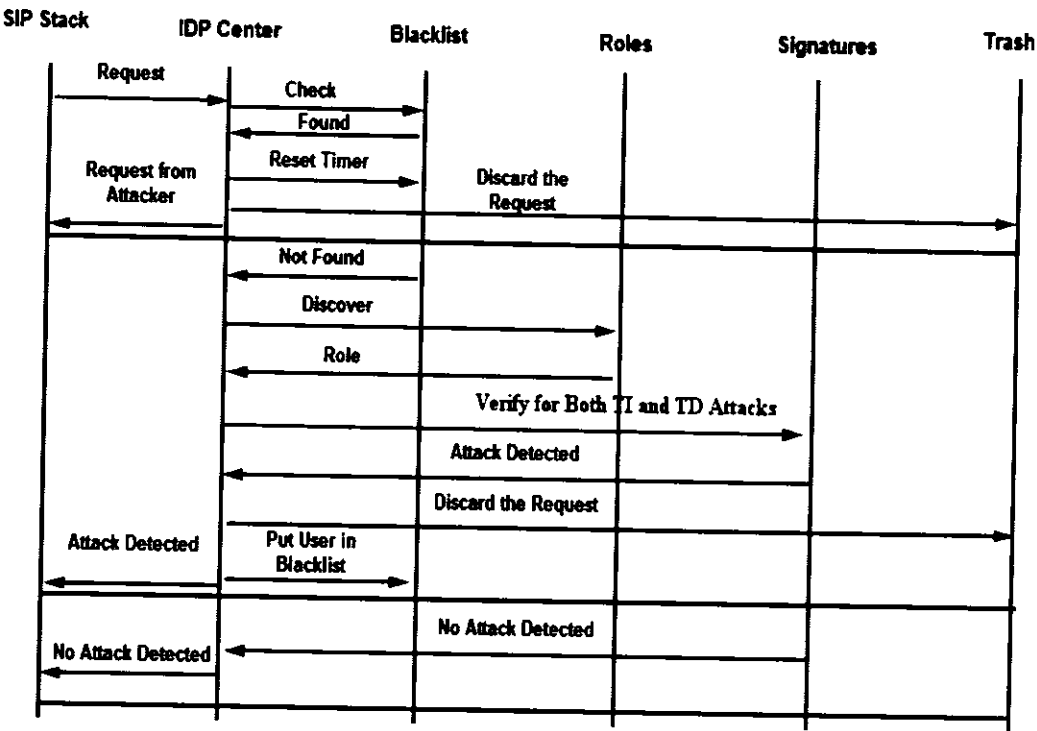 SIP Stack
IDP Center
Blacklist
Roles
Signatures
Trash
Request
Check
Found
Reset Timer
Request from
Attacker
Discard the
Request
Not Found
Discover
Role
Verify for Both TI and TD Attacks
Attack Detected
Discard the Request
Attack Detected
Put User in
Blacklist
No Attack Detected
No Attack Detected